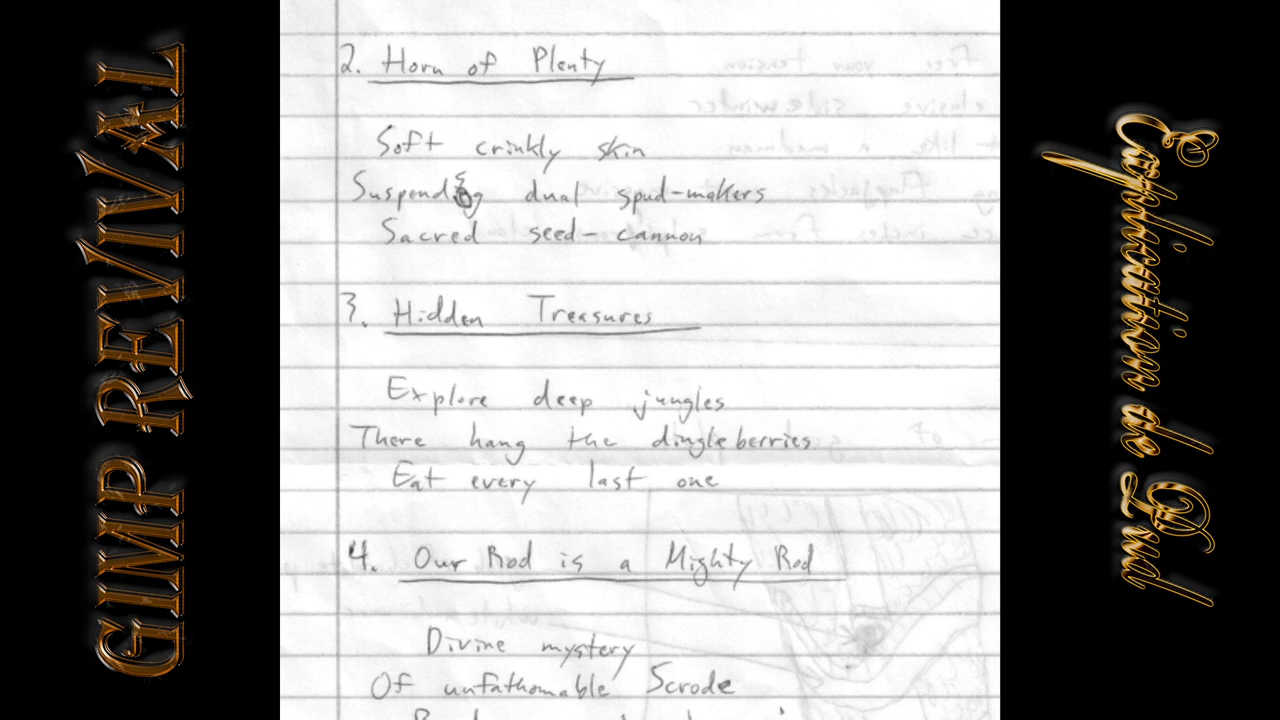 GIMP REVIVAL
2. Horn of Plenty
Soft crinkly skin
Suspending dual spud-makers
Sacred seed-cannon
3. Hidden Treasures
Explore deep jungles
There hang the dingleberries
Eat every last one
4. Our Rod is a Mighty Rod
Divine mystery
Of unfathomable Scrode
Explication de Pud